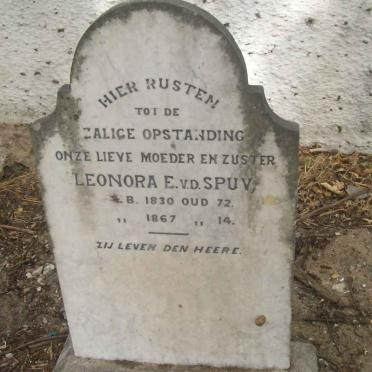 HIER RUSTEN
TOT DE
ZALIGE OPSTANDING
ONZE LIEVE MOEDER EN ZUSTER
LEONORA E.V.D. SPUY,
B. 1830 OUD 72.
„ 1867 „ 14.
ZIJ LEVEN DEN HEERE.